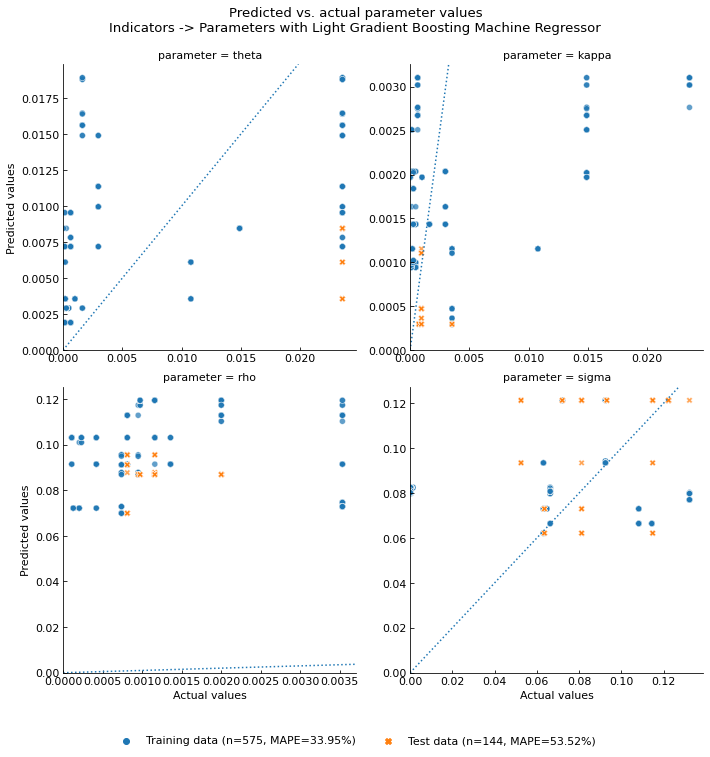 Predicted vs. actual parameter values
Indicators -> Parameters with Light Gradient Boosting Machine Regressor
parameter = theta
0.0175
0.0150
0.0125
0.0100
0.0075
0.0050
0.0025
0.0000
Predicted values
0.000 0.005 0.010 0.015 0.020
parameter = kappa
0.0030
0.0025
0.0020
0.0015
0.0010
0.0005
0.0000
0.000 0.005 0.010 0.015 0.020
parameter = rho
0.12
0.10
0.08
0.06
0.04
0.02
0.00
Predicted values
0.0000 0.0005 0.0010 0.0015 0.0020 0.0025 0.0030 0.0035
Actual values
parameter = sigma
0.12
0.10
0.08
0.06
0.04
0.02
0.00
0.00 0.02 0.04 0.06 0.08 0.10 0.12
Actual values
Training data (n=575, MAPE=33.95%)
Test data (n=144, MAPE=53.52%)